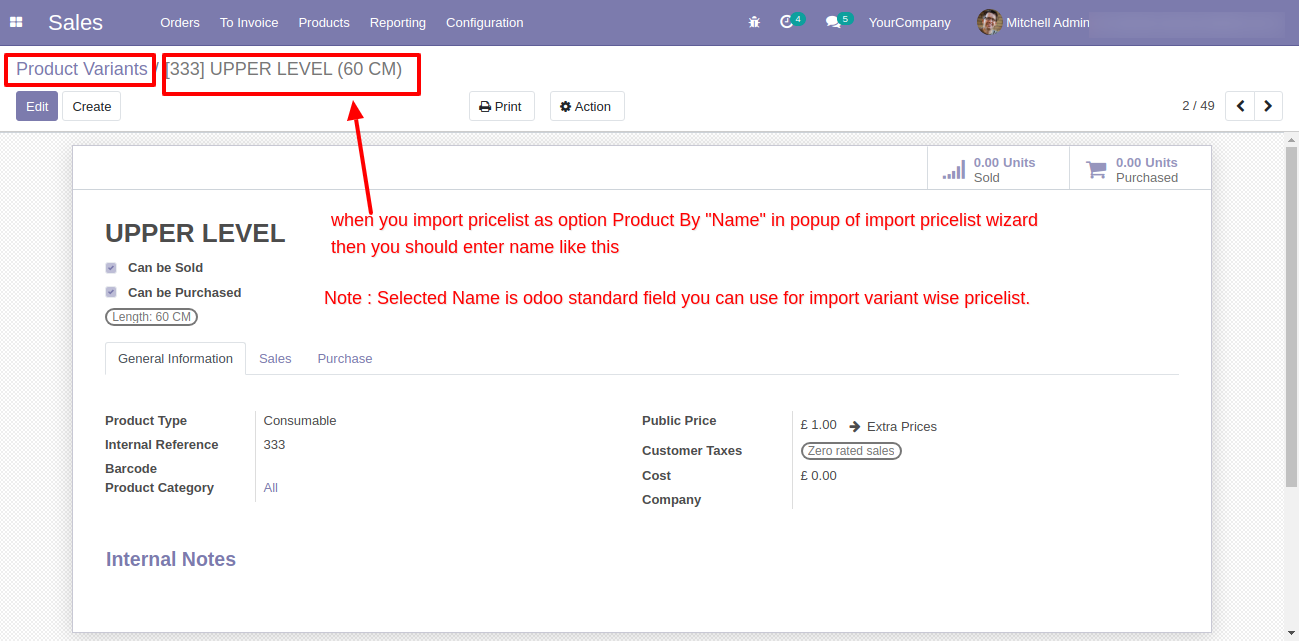 Sales Orders To Invoice Products Reporting Configuration 4 5 YourCompany Mitchell Admin
Product Variants / [333] UPPER LEVEL (60 CM)
Edit Create Print Action 2 / 49
0.00 Units 0.00 Units
Sold Purchased
when you import pricelist as option Product By "Name" in popup of import pricelist wizard
then you should enter name like this
UPPER LEVEL
Can be Sold
Can be Purchased
Note : Selected Name is odoo standard field you can use for import variant wise pricelist.
Length: 60 CM
General Information Sales Purchase
Product Type Consumable
Internal Reference 333
Barcode
Product Category All
Public Price £ 1.00 Extra Prices
Customer Taxes Zero rated sales
Cost £ 0.00
Company
Internal Notes